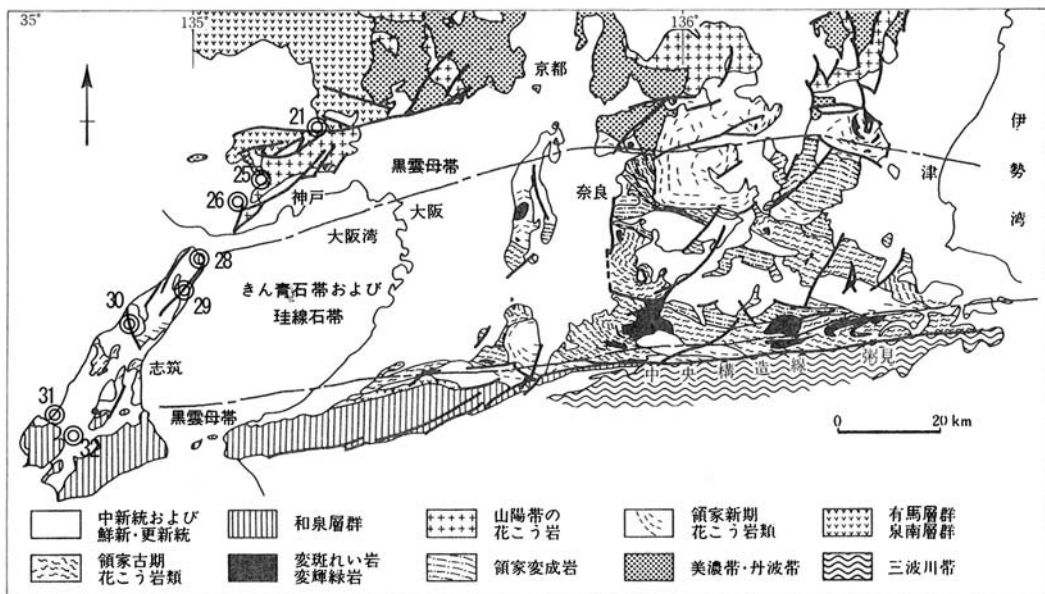 35°
135°
136°
京都
伊勢湾
21
黒雲母帯
25
津
神戸
奈良
26
大阪
大阪湾
28
きん青石帯および
珪線石帯
29
30
志筑
粥見
中央構造線
31
黒雲母帯
32
0
20 km
中新統および
鮮新・更新統
和泉層群
山陽帯の
花こう岩
領家新期
花こう岩類
有馬層群
泉南層群
領家古期
花こう岩類
変斑れい岩
変輝緑岩
領家変成岩
美濃帯・丹波帯
三波川帯